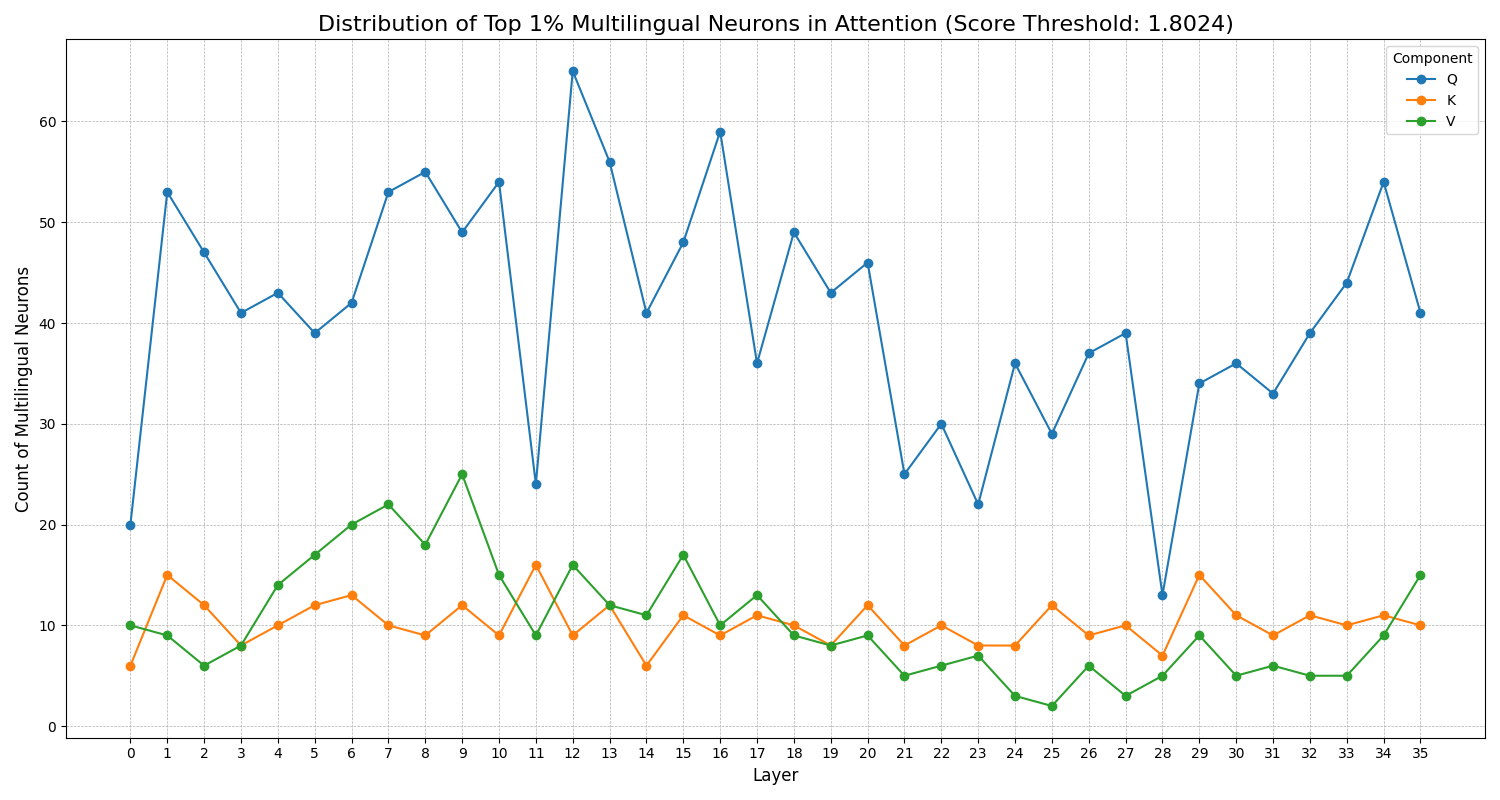 Distribution of Top 1% Multilingual Neurons in Attention (Score Threshold: 1.8024)
Component
Q
K
V
Count of Multilingual Neurons
60
50
40
30
20
10
0
0 1 2 3 4 5 6 7 8 9 10 11 12 13 14 15 16 17 18 19 20 21 22 23 24 25 26 27 28 29 30 31 32 33 34 35
Layer